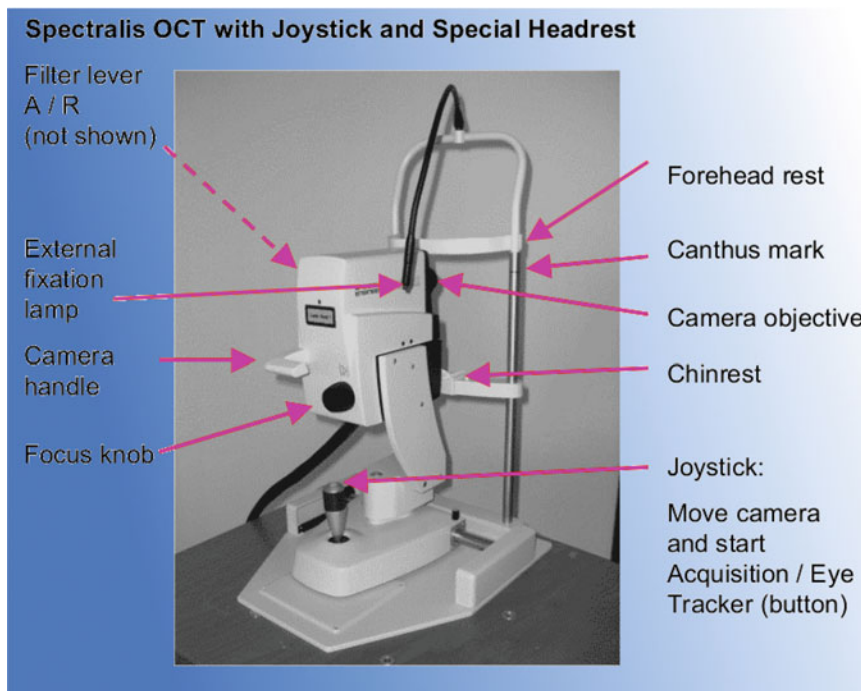 Spectralis OCT with Joystick and Special Headrest
Filter lever
A / R
(not shown)
External
fixation
lamp
Camera
handle
Focus knob
Forehead rest
Canthus mark
Camera objective
Chinrest
Joystick:
Move camera
and start
Acquisition / Eye
Tracker (button)